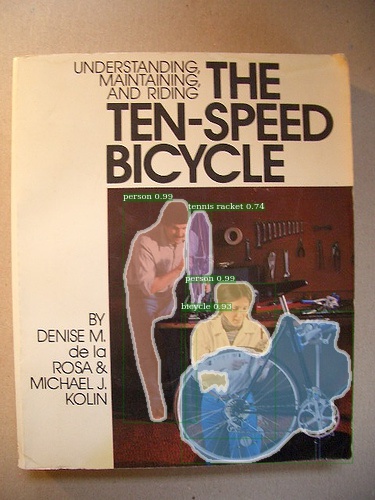 UNDERSTANDING,
MAINTAINING,
AND RIDING
THE
TEN-SPEED
BICYCLE
person 0.99
tennis racket 0.74
person 0.99
bicycle 0.93
BY
DENISE M.
de la
ROSA &
MICHAEL J.
KOLIN